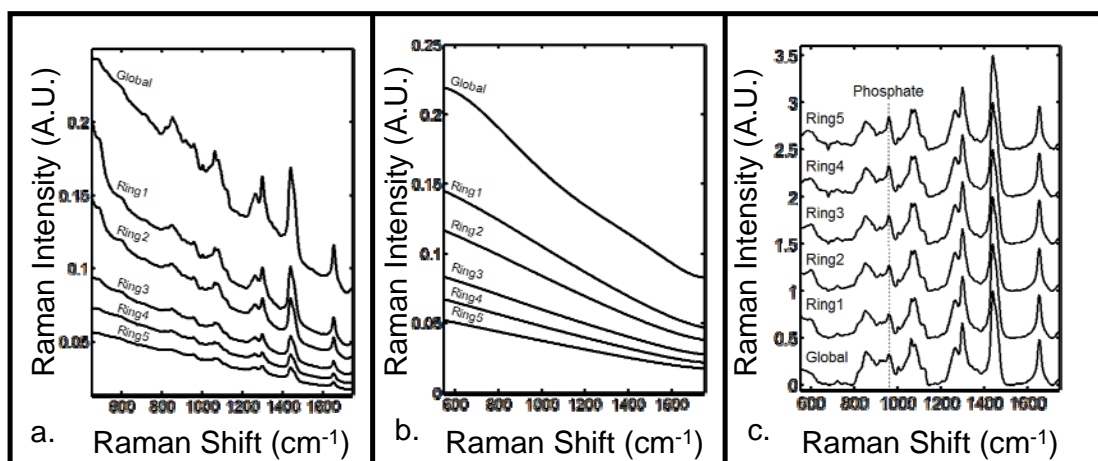 Raman Intensity (A.U.)
0.2
0.15
0.1
0.05
Global
Ring1
Ring2
Ring3
Ring4
Ring5
800 800 1000 1200 1400 1600
a.
Raman Shift (cm-1)
Raman Intensity (A.U.)
0.25
0.2
0.15
0.1
0.05
0
Global
Ring1
Ring2
Ring3
Ring4
Ring5
600 800 1000 1200 1400 1600
b.
Raman Shift (cm-1)
Raman Intensity (A.U.)
3.5
3
2.5
2
1.5
1
0.5
0
Phosphate
Ring5
Ring4
Ring3
Ring2
Ring1
Global
600 800 1000 1200 1400 1600
c.
Raman Shift (cm-1)